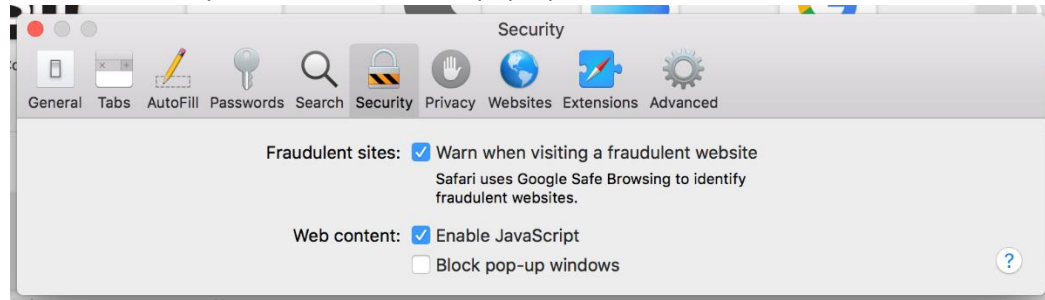 Security
General Tabs AutoFill Passwords Search Security Privacy Websites Extensions Advanced
Fraudulent sites: Warn when visiting a fraudulent website
Safari uses Google Safe Browsing to identify
fraudulent websites.
Web content: Enable JavaScript
Block pop-up windows
?